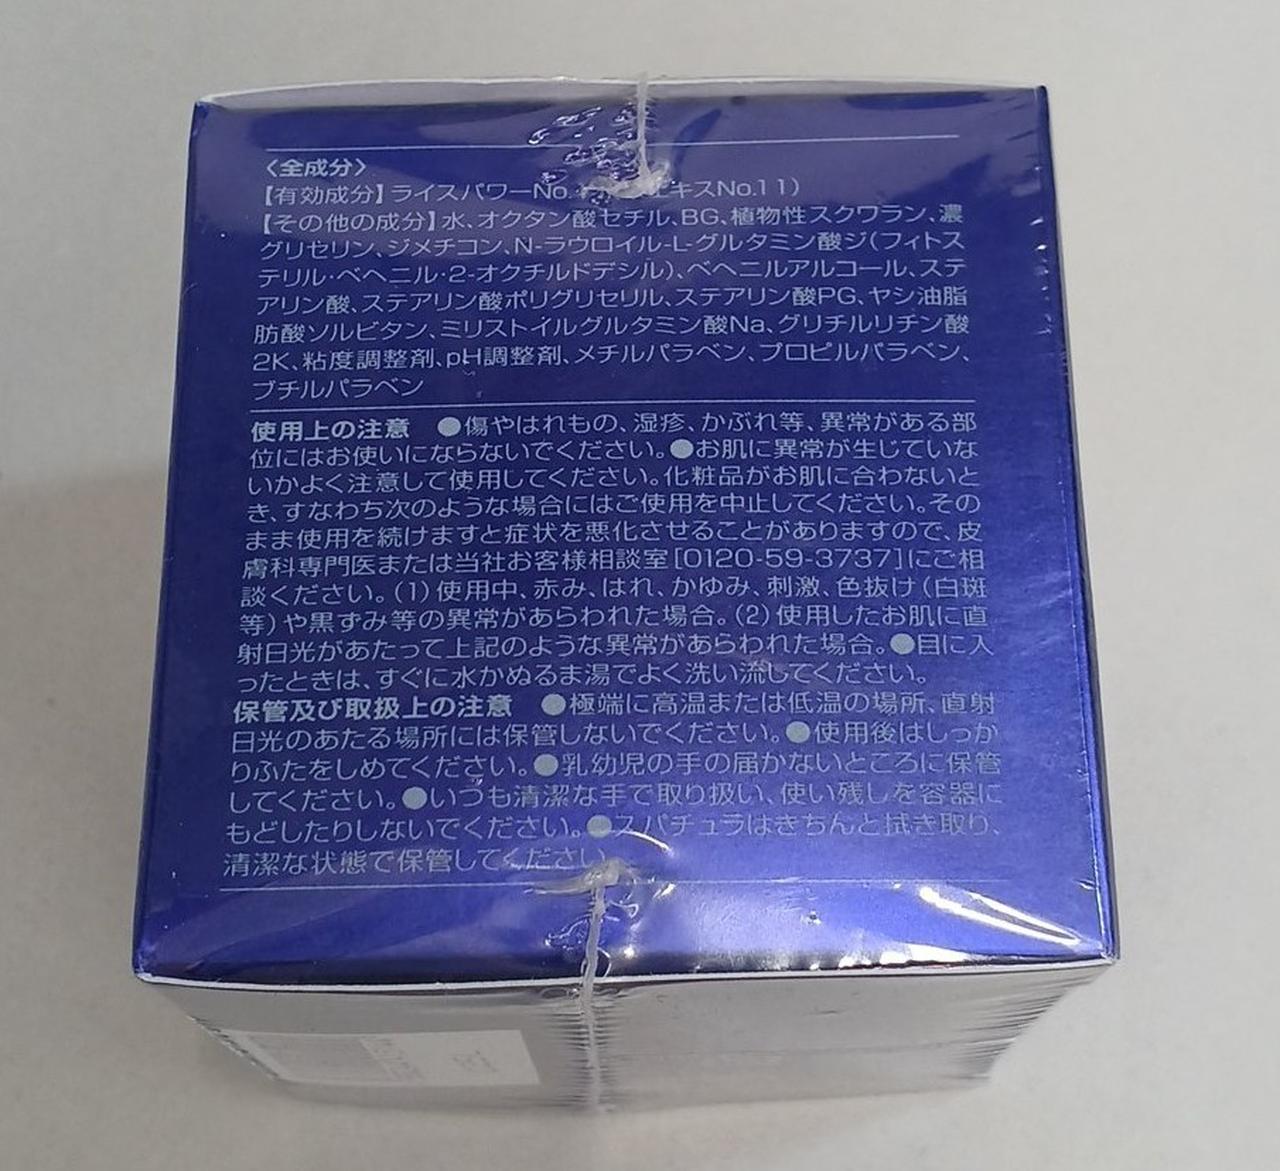 〈全成分〉
【有効成分】ライスパワーNo. エキスNo.11)
【その他の成分】水、オクタン酸セチル、BG、植物性スクワラン、濃
グリセリン、ジメチコン、N-ラウロイル-L-グルタミン酸ジ(フィトス
テリル・ベヘニル・2-オクチルドデシル)、ベヘニルアルコール、ステ
アリン酸、ステアリン酸ポリグリセリル、ステアリン酸PG、ヤシ油脂
肪酸ソルビタン、ミリストイルグルタミン酸Na、グリチルリチン酸
2K、粘度調整剤、pH調整剤、メチルパラベン、プロピルパラベン、
ブチルパラベン
使用上の注意 ●傷やはれもの、湿疹、かぶれ等、異常がある部
位にはお使いにならないでください。●お肌に異常が生じていな
いかよく注意して使用してください。化粧品がお肌に合わないと
き、すなわち次のような場合にはご使用を中止してください。その
まま使用を続けますと症状を悪化させることがありますので、皮
膚科専門医または当社お客様相談室[0120-59-3737]にご相
談ください。(1)使用中、赤み、はれ、かゆみ、刺激、色抜け(白斑
等)や黒ずみ等の異常があらわれた場合。(2)使用したお肌に直
射日光があたって上記のような異常があらわれた場合。●目に入
ったときは、すぐに水かぬるま湯でよく洗い流してください。
保管及び取扱上の注意 ●極端に高温または低温の場所、直射
日光のあたる場所には保管しないでください。●使用後はしっか
りふたをしめてください。●乳幼児の手の届かないところに保管
してください。●いつも清潔な手で取り扱い、使い残しを容器に
もどしたりしないでください。●スパチュラはきちんと拭き取り、
清潔な状態で保管してください